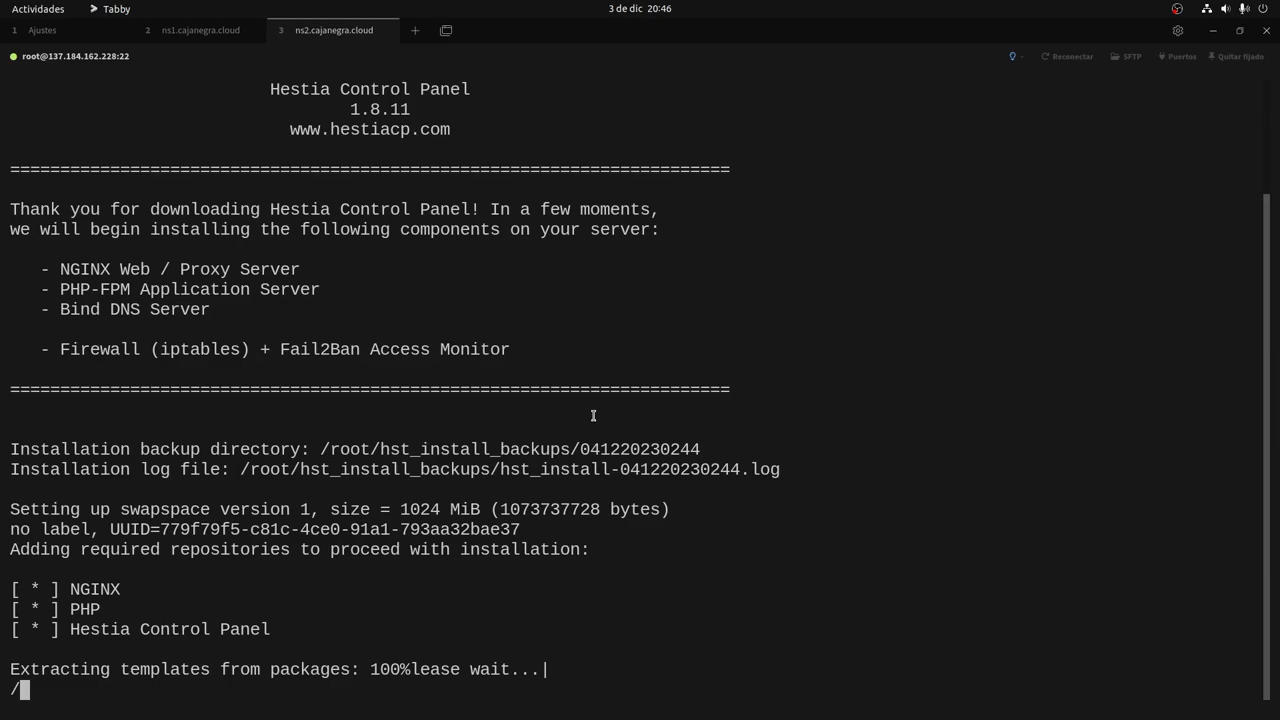 Actividades
Tabby
3 de dic 20:46
1 Ajustes
2 ns1.cajanegra.cloud
3 ns2.cajanegra.cloud
root@137.184.162.228:22
Reconectar
SFTP
Puertos
Quitar fijado
Hestia Control Panel
1.8.11
www.hestiacp.com
========================================================================
Thank you for downloading Hestia Control Panel! In a few moments,
we will begin installing the following components on your server:
- NGINX Web / Proxy Server
- PHP-FPM Application Server
- Bind DNS Server
- Firewall (iptables) + Fail2Ban Access Monitor
========================================================================
Installation backup directory: /root/hst_install_backups/041220230244
Installation log file: /root/hst_install_backups/hst_install-041220230244.log
Setting up swapspace version 1, size = 1024 MiB (1073737728 bytes)
no label, UUID=779f79f5-c81c-4ce0-91a1-793aa32bae37
Adding required repositories to proceed with installation:
[ * ] NGINX
[ * ] PHP
[ * ] Hestia Control Panel
Extracting templates from packages: 100%lease wait...|
/